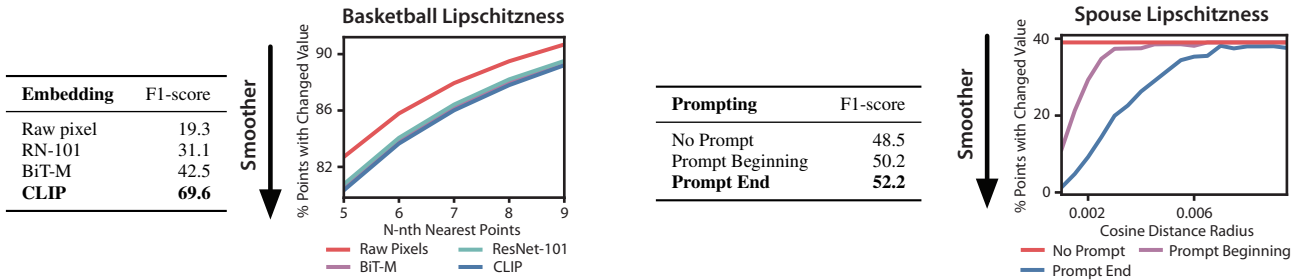 Embedding F1-score
Raw pixel 19.3
RN-101 31.1
BiT-M 42.5
CLIP 69.6
Smoother
Basketball Lipschitzness
% Points with Changed Value
90
86
82
5 6 7 8 9
N-nth Nearest Points
Raw Pixels ResNet-101
BiT-M CLIP
Prompting F1-score
No Prompt 48.5
Prompt Beginning 50.2
Prompt End 52.2
Smoother
Spouse Lipschitzness
% Points with Changed Value
40
20
0
0.002 0.006
Cosine Distance Radius
No Prompt Prompt Beginning
Prompt End